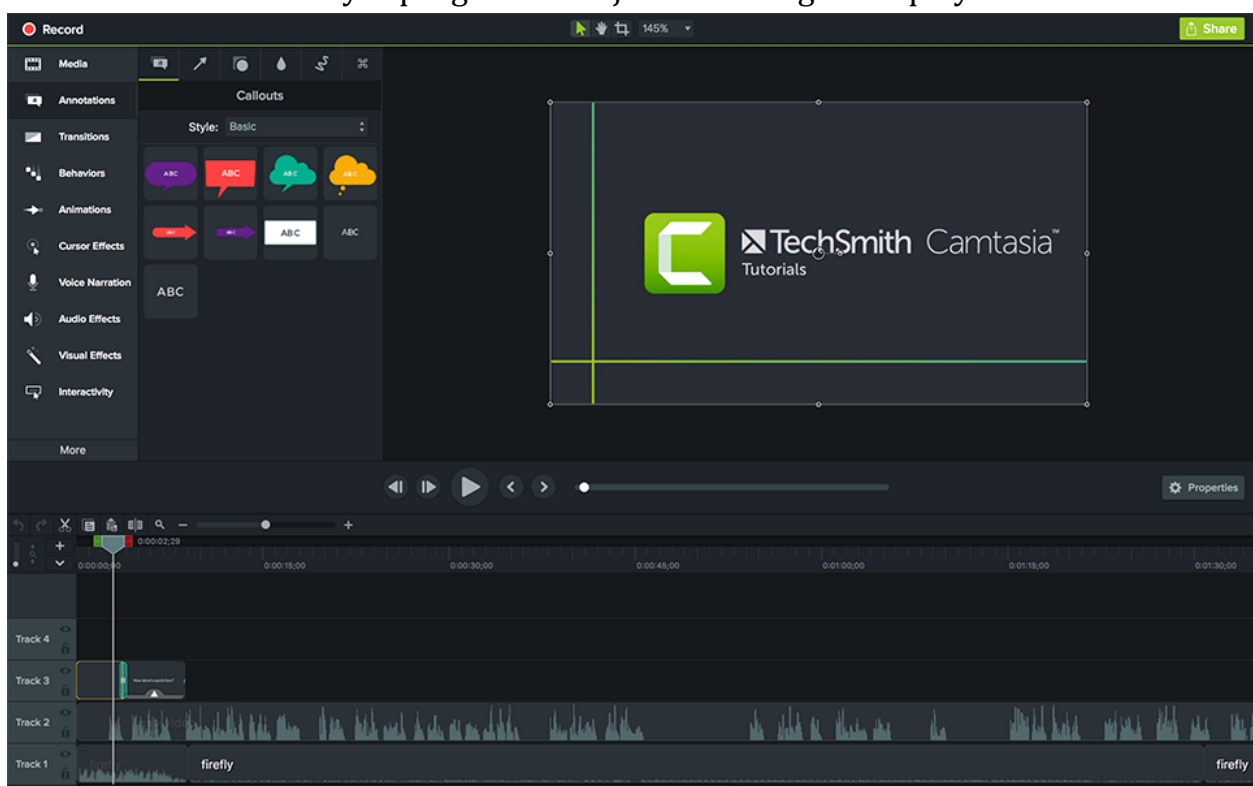 Record
145%
Share
Media
Annotations
Transitions
Behaviors
Animations
Cursor Effects
Voice Narration
Audio Effects
Visual Effects
Interactivity
More
Callouts
Style: Basic
ABC ABC ABC ABC
ABC ABC ABC ABC
ABC
TechSmith Camtasia™
Tutorials
Properties
0:00:02;29
0:00:00;00 0:00:15;00 0:00:30;00 0:00:45;00 0:01:00;00 0:01:15;00 0:01:30;00
Track 4
Track 3
Track 2
Track 1 firefly firefly firefly